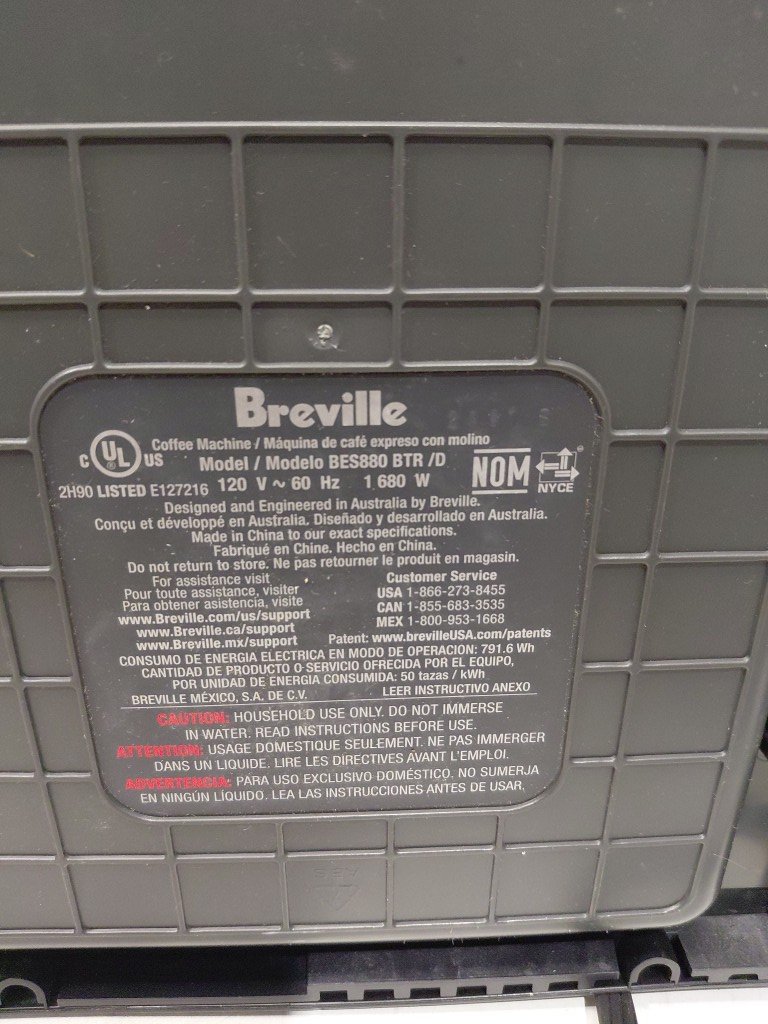 Breville
Coffee Machine / Máquina de café expreso con molino
C UL US
Model / Modelo BES880 BTR /D
NOM
NYCE
2H90 LISTED E127216
120 V ~ 60 Hz 1 680 W
Designed and Engineered in Australia by Breville.
Conçu et développé en Australia. Diseñado y desarrollado en Australia.
Made in China to our exact specifications.
Fabriqué en Chine. Hecho en China.
Do not return to store. Ne pas retourner le produit en magasin.
For assistance visit
Pour toute assistance, visiter
Para obtener asistencia, visite
www.Breville.com/us/support
www.Breville.ca/support
www.Breville.mx/support
Customer Service
USA 1-866-273-8455
CAN 1-855-683-3535
MEX 1-800-953-1668
Patent: www.brevilleUSA.com/patents
CONSUMO DE ENERGIA ELECTRICA EN MODO DE OPERACION: 791.6 Wh
CANTIDAD DE PRODUCTO O SERVICIO OFRECIDA POR EL EQUIPO,
POR UNIDAD DE ENERGIA CONSUMIDA: 50 tazas / kWh
BREVILLE MÉXICO, S.A. DE C.V. LEER INSTRUCTIVO ANEXO
CAUTION: HOUSEHOLD USE ONLY. DO NOT IMMERSE
IN WATER. READ INSTRUCTIONS BEFORE USE.
ATTENTION: USAGE DOMESTIQUE SEULEMENT. NE PAS IMMERGER
DANS UN LIQUIDE. LIRE LES DIRECTIVES AVANT L'EMPLOI.
ADVERTENCIA: PARA USO EXCLUSIVO DOMÉSTICO. NO SUMERJA
EN NINGÚN LÍQUIDO. LEA LAS INSTRUCCIONES ANTES DE USAR.